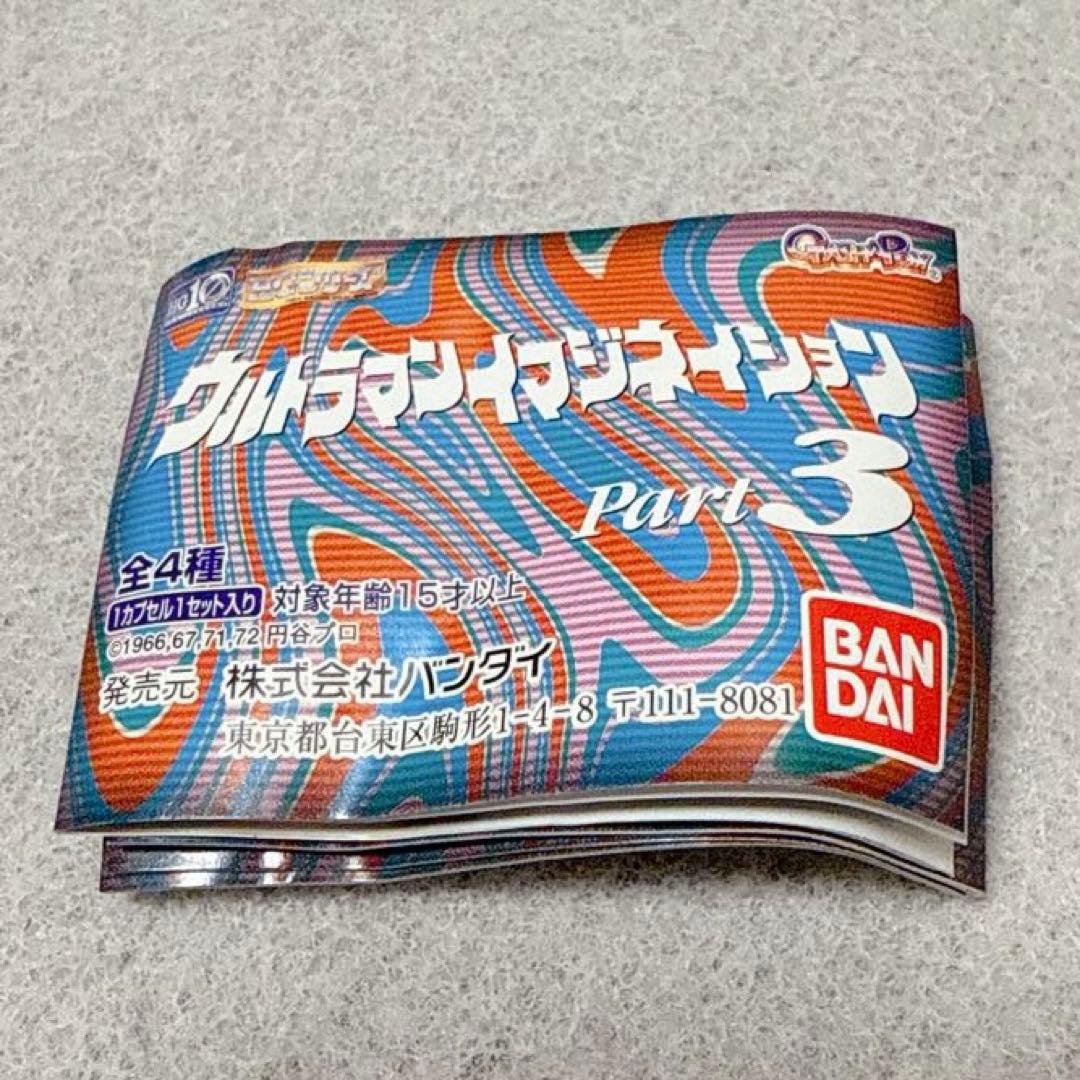 ウルトラマンイマジネイション
Part 3
全4種
1カプセル1セット入り 対象年齢15才以上
©1966,67,71,72 円谷プロ
発売元 株式会社バンダイ
東京都台東区駒形1-4-8 〒111-8081
BAN
DAI